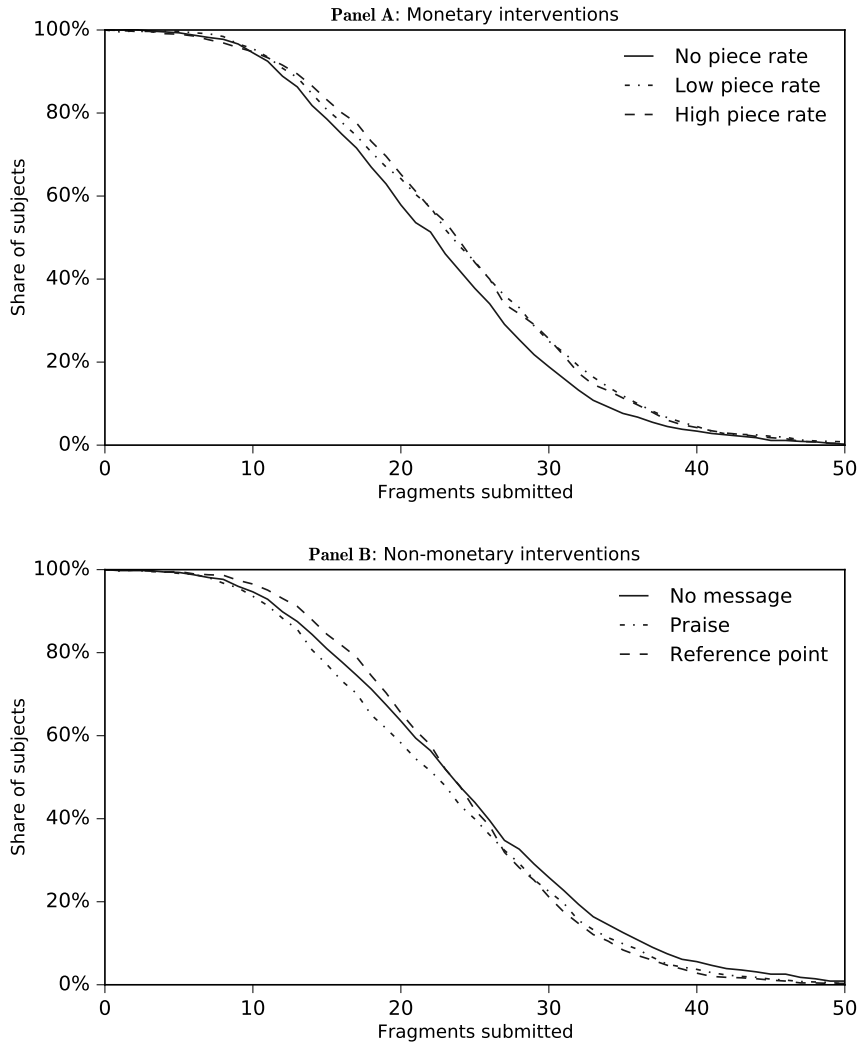 Panel A: Monetary interventions
100%
80%
60%
40%
20%
0%
Share of subjects
No piece rate
Low piece rate
High piece rate
0 10 20 30 40 50
Fragments submitted
Panel B: Non-monetary interventions
100%
80%
60%
40%
20%
0%
Share of subjects
No message
Praise
Reference point
0 10 20 30 40 50
Fragments submitted